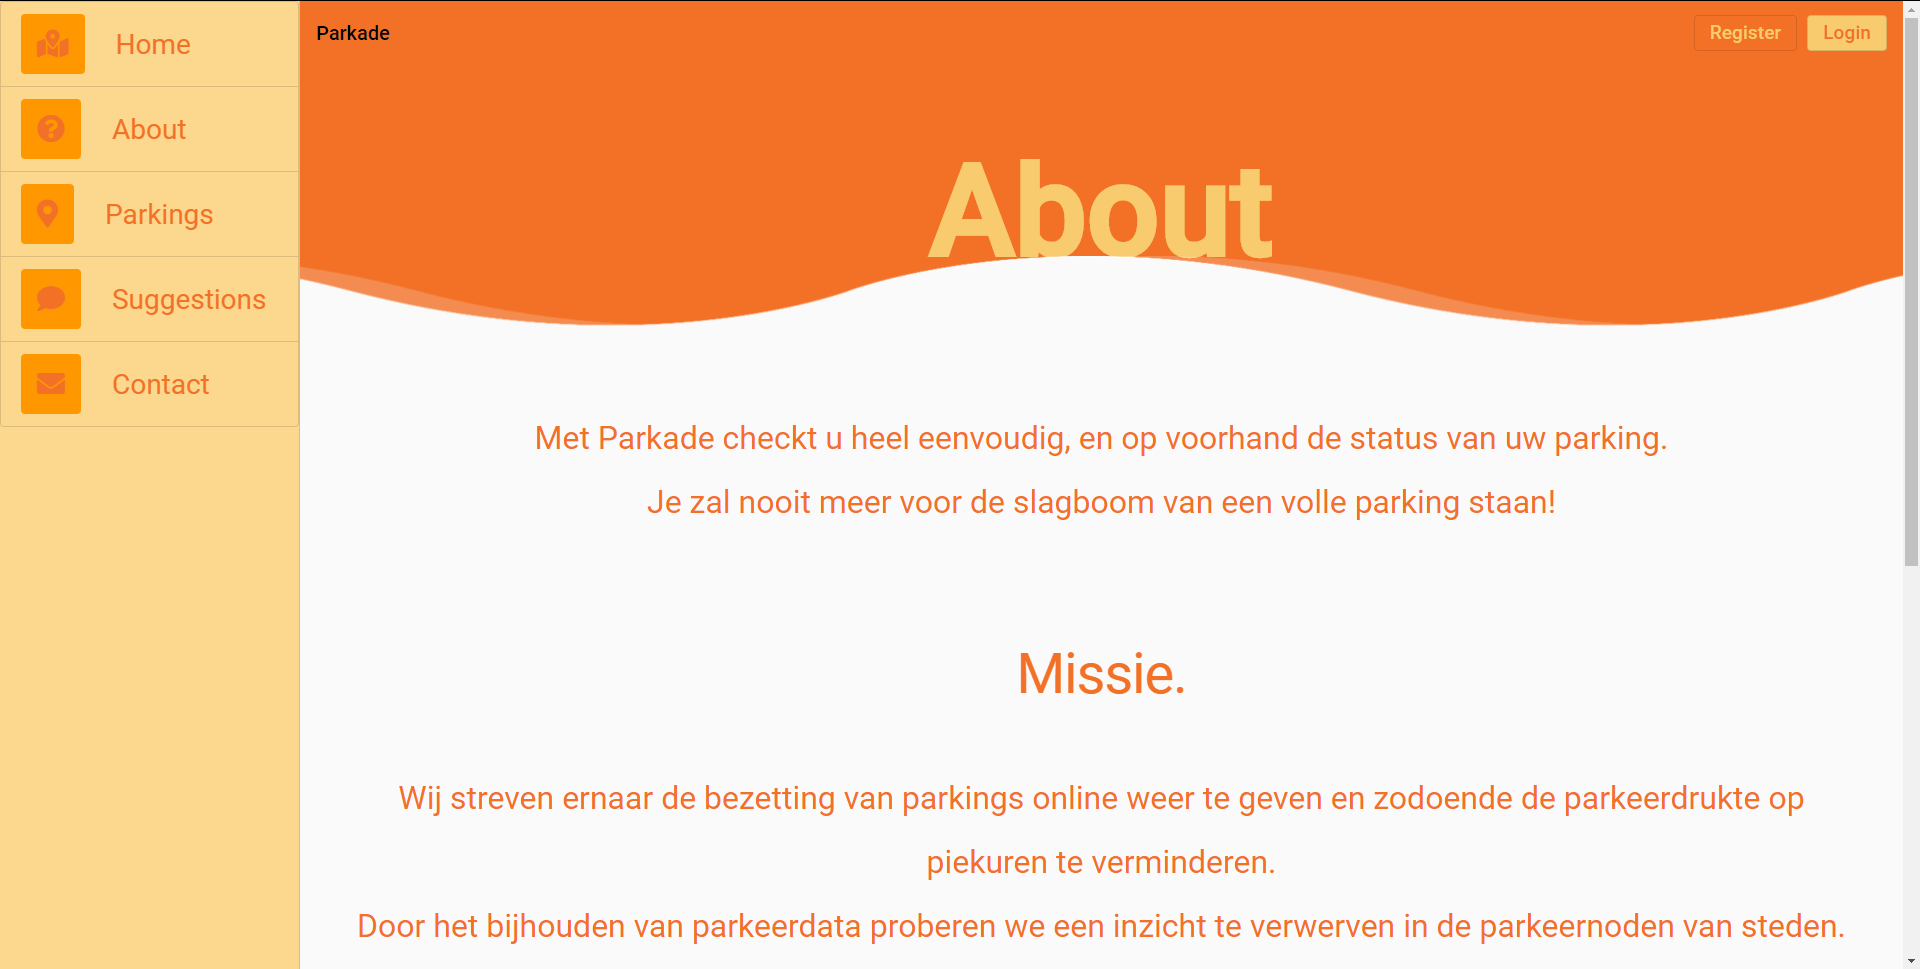 Home
About
Parkings
Suggestions
Contact
Parkade
Register
Login
About
Met Parkade checkt u heel eenvoudig, en op voorhand de status van uw parking.
Je zal nooit meer voor de slagboom van een volle parking staan!
Missie.
Wij streven ernaar de bezetting van parkings online weer te geven en zodoende de parkeerdrukte op
piekuren te verminderen.
Door het bijhouden van parkeerdata proberen we een inzicht te verwerven in de parkeernoden van steden.